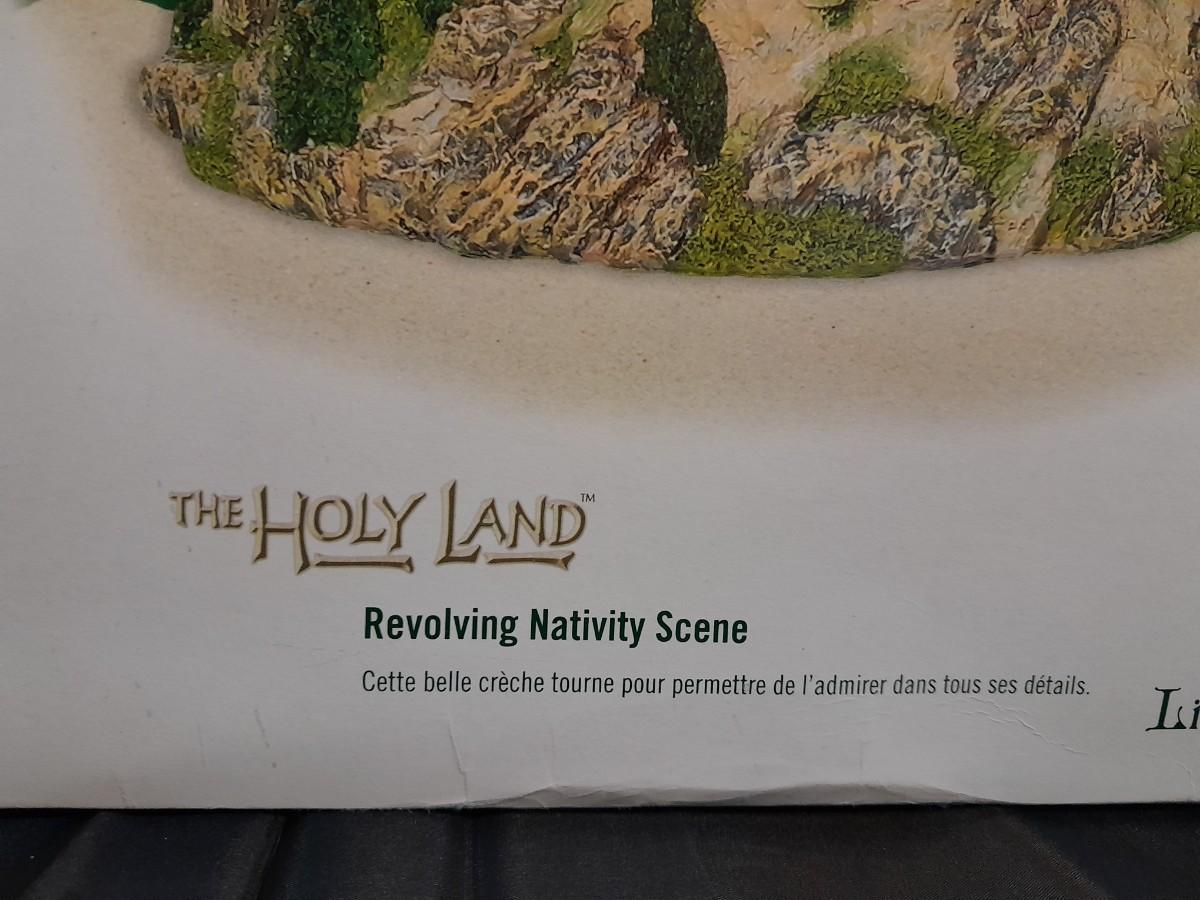 THE HOLY LAND™
Revolving Nativity Scene
Cette belle crèche tourne pour permettre de l'admirer dans tous ses détails.